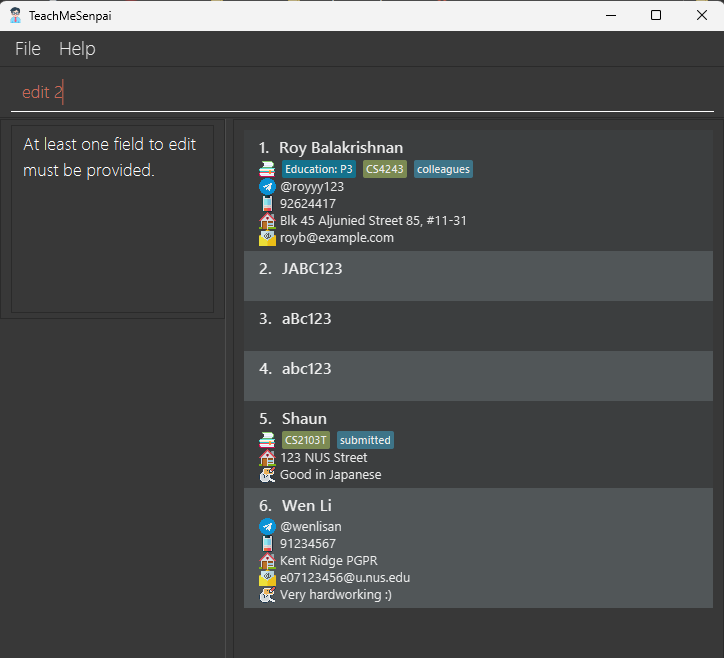 TeachMeSenpai
File Help
edit 2
At least one field to edit
must be provided.
1. Roy Balakrishnan
Education: P3 CS4243 colleagues
@royyy123
92624417
Blk 45 Aljunied Street 85, #11-31
royb@example.com
2. JABC123
3. aBc123
4. abc123
5. Shaun
CS2103T submitted
123 NUS Street
Good in Japanese
6. Wen Li
@wenlisan
91234567
Kent Ridge PGPR
e07123456@u.nus.edu
Very hardworking :)